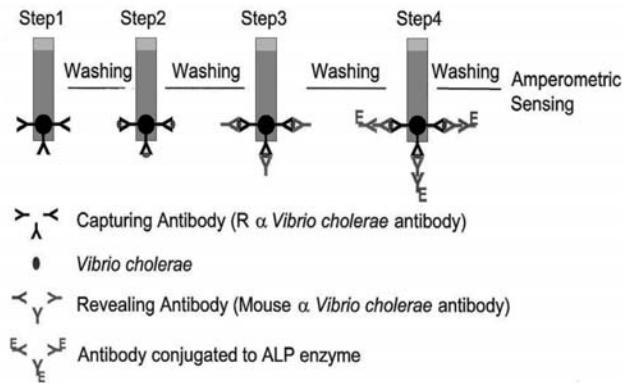 Step1 Step2 Step3 Step4
Washing Washing Washing Washing Amperometric
Sensing
E E
E
Capturing Antibody (R α Vibrio cholerae antibody)
Vibrio cholerae
Revealing Antibody (Mouse α Vibrio cholerae antibody)
E E
E
Antibody conjugated to ALP enzyme